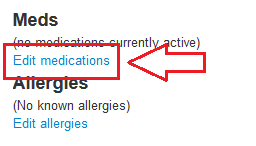 Meds
(no medications currently active)
Edit medications
Allergies
(No known allergies)
Edit allergies